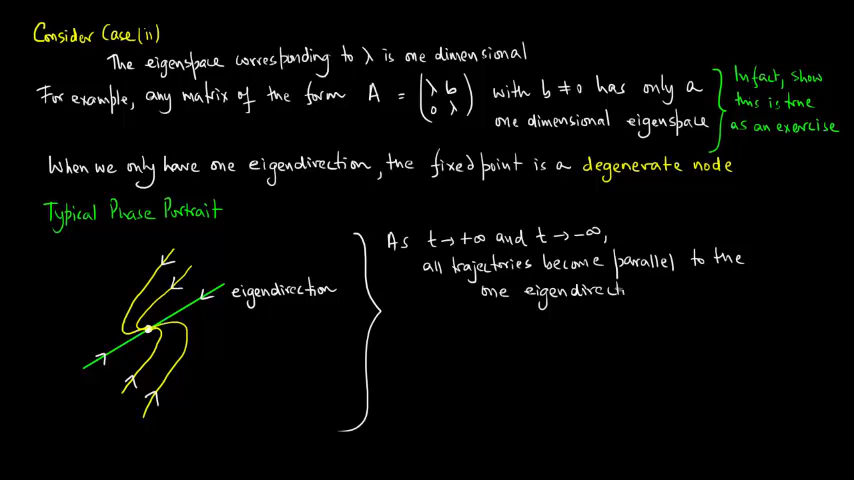 Consider Case (ii)
The eigenspace corresponding to λ is one dimensional
For example, any matrix of the form A = (λ b
0 λ) with b ≠ 0 has only a
one dimensional eigenspace
In fact, show
this is true
as an exercise
When we only have one eigendirection, the fixed point is a degenerate node
Typical Phase Portrait
eigendirection
As t → +∞ and t → -∞,
all trajectories become parallel to the
one eigendirecti